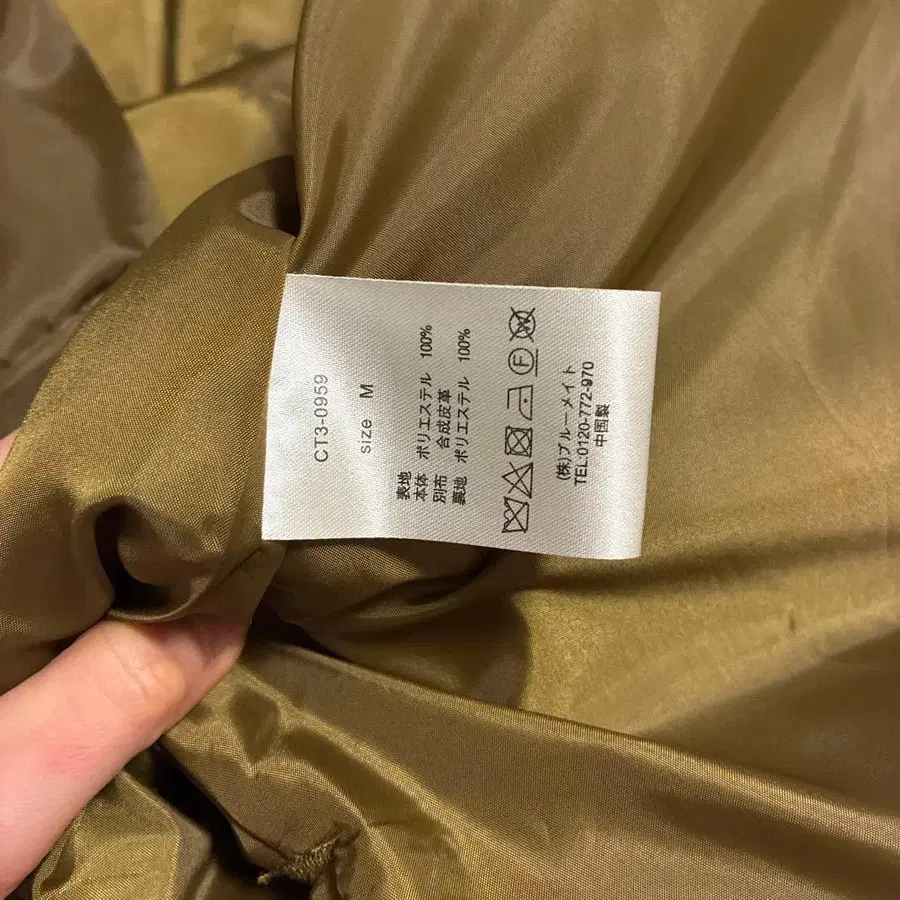 CT3-0959
size M
表地
本体 ポリエステル 100%
別布 合成皮革
裏地 ポリエステル 100%
F W
(株)ブルーメイト
TEL.0120-772-970
中国製